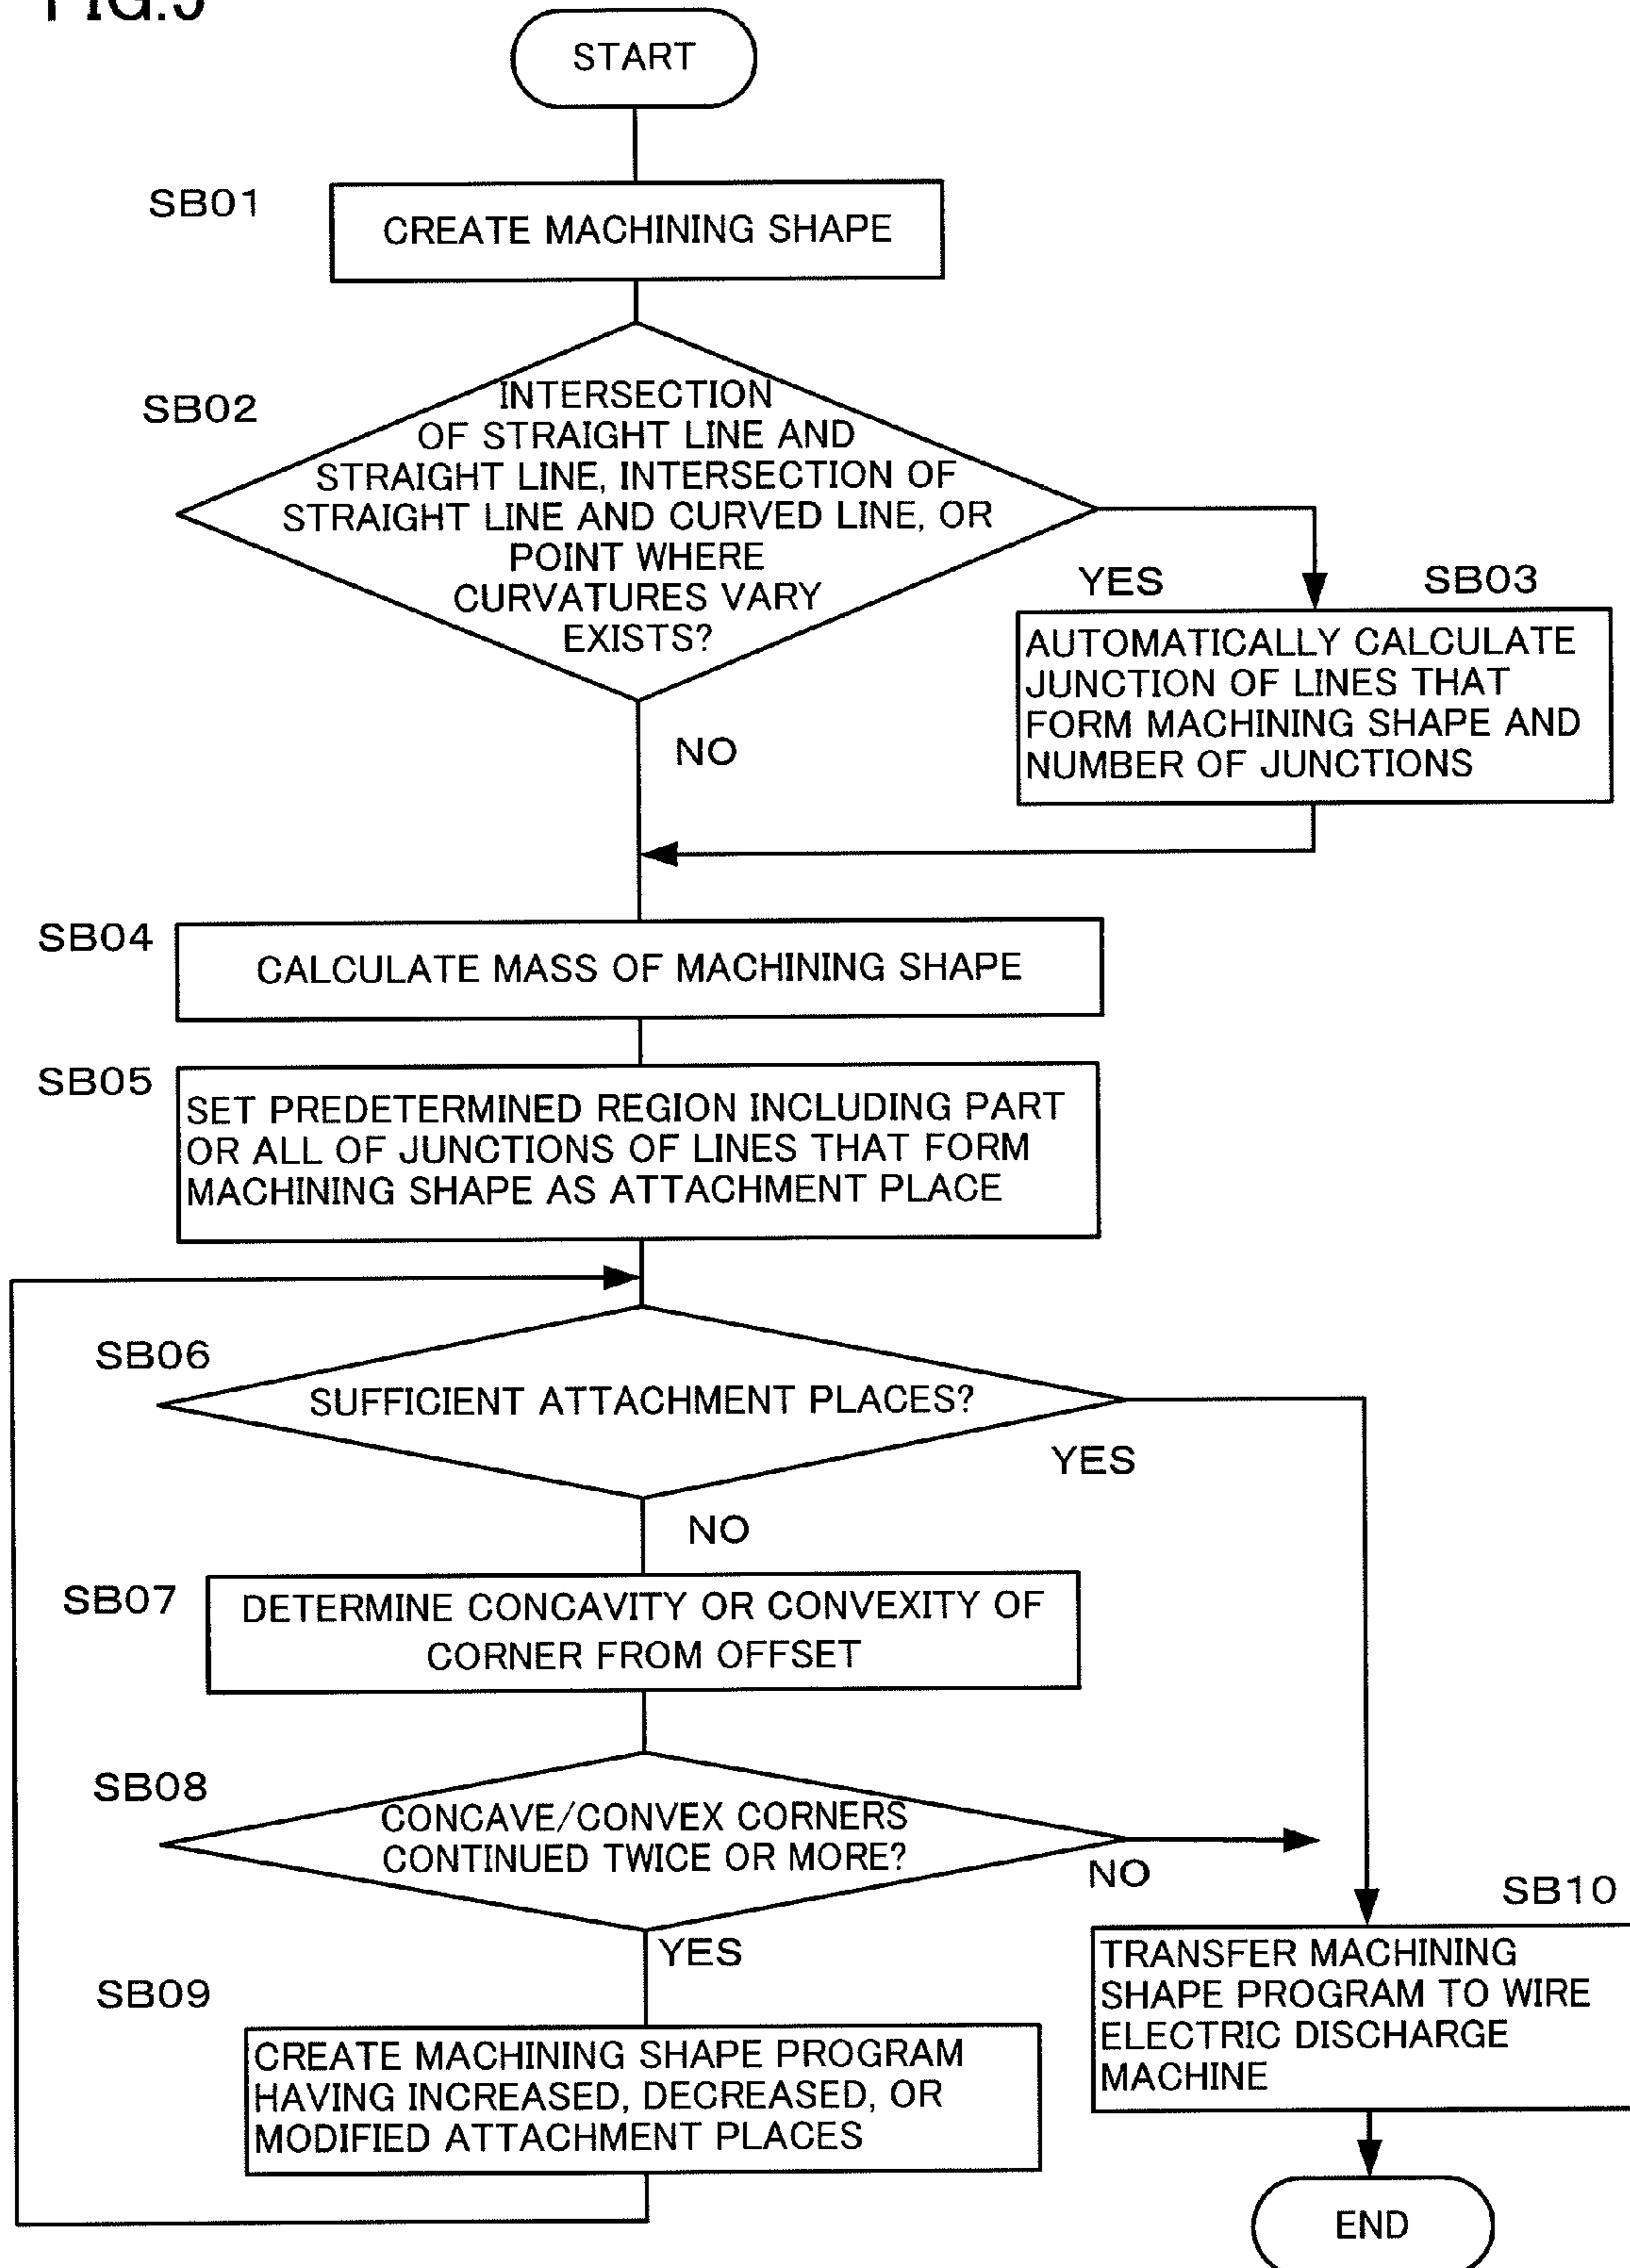 START
SB01
CREATE MACHINING SHAPE
SB02
INTERSECTION
OF STRAIGHT LINE AND
STRAIGHT LINE, INTERSECTION OF
STRAIGHT LINE AND CURVED LINE, OR
POINT WHERE
CURVATURES VARY
EXISTS?
YES
SB03
AUTOMATICALLY CALCULATE
JUNCTION OF LINES THAT
FORM MACHINING SHAPE AND
NUMBER OF JUNCTIONS
NO
SB04
CALCULATE MASS OF MACHINING SHAPE
SB05
SET PREDETERMINED REGION INCLUDING PART
OR ALL OF JUNCTIONS OF LINES THAT FORM
MACHINING SHAPE AS ATTACHMENT PLACE
SB06
SUFFICIENT ATTACHMENT PLACES?
YES
NO
SB07
DETERMINE CONCAVITY OR CONVEXITY OF
CORNER FROM OFFSET
SB08
CONCAVE/CONVEX CORNERS
CONTINUED TWICE OR MORE?
NO
YES
SB09
CREATE MACHINING SHAPE PROGRAM
HAVING INCREASED, DECREASED, OR
MODIFIED ATTACHMENT PLACES
SB10
TRANSFER MACHINING
SHAPE PROGRAM TO WIRE
ELECTRIC DISCHARGE
MACHINE
END